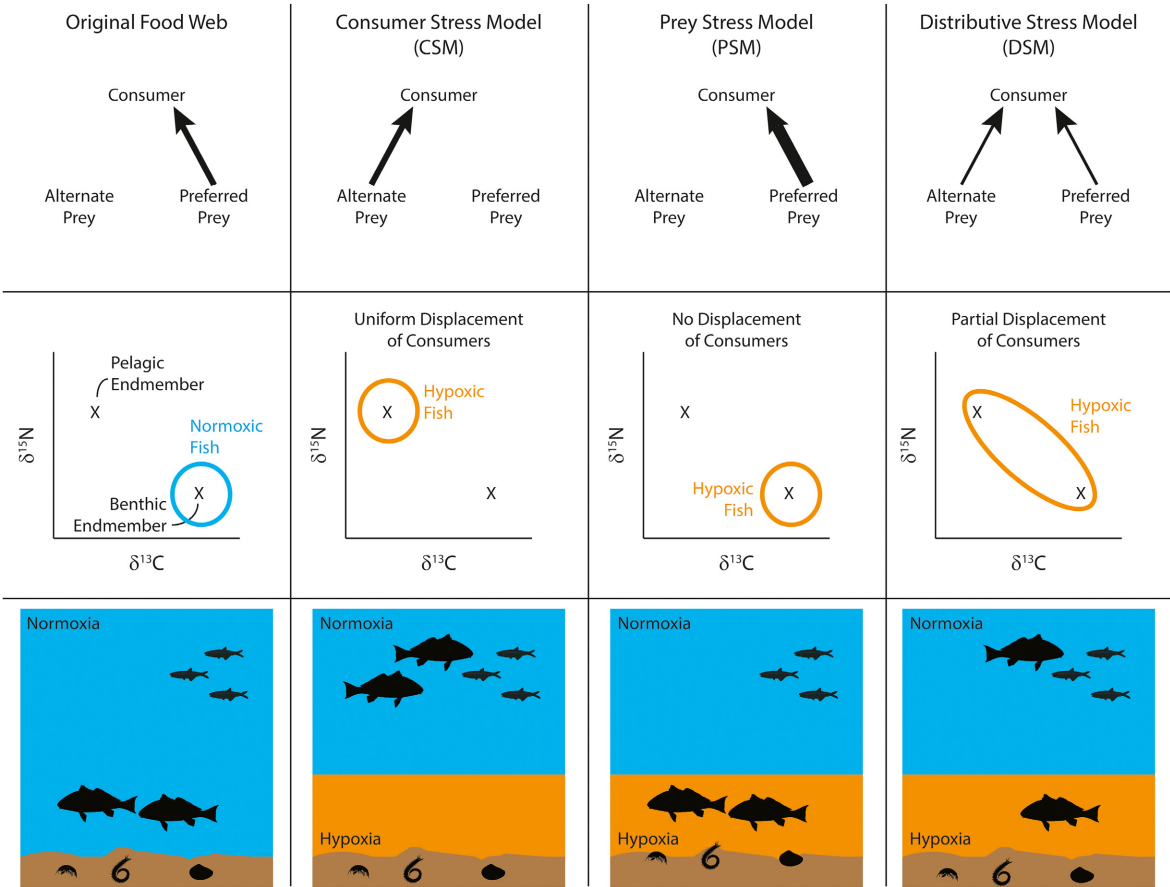 Original Food Web
Consumer Stress Model
(CSM)
Prey Stress Model
(PSM)
Distributive Stress Model
(DSM)
Consumer
Alternate
Prey
Preferred
Prey
Consumer
Alternate
Prey
Preferred
Prey
Consumer
Alternate
Prey
Preferred
Prey
Consumer
Alternate
Prey
Preferred
Prey
Pelagic
Endmember
X
Normoxic
Fish
X
Benthic
Endmember
δ¹⁵N
δ¹³C
Uniform Displacement
of Consumers
X
Hypoxic
Fish
X
δ¹⁵N
δ¹³C
No Displacement
of Consumers
X
Hypoxic
Fish
X
δ¹⁵N
δ¹³C
Partial Displacement
of Consumers
X
Hypoxic
Fish
X
δ¹⁵N
δ¹³C
Normoxia
Normoxia
Hypoxia
Normoxia
Hypoxia
Normoxia
Hypoxia